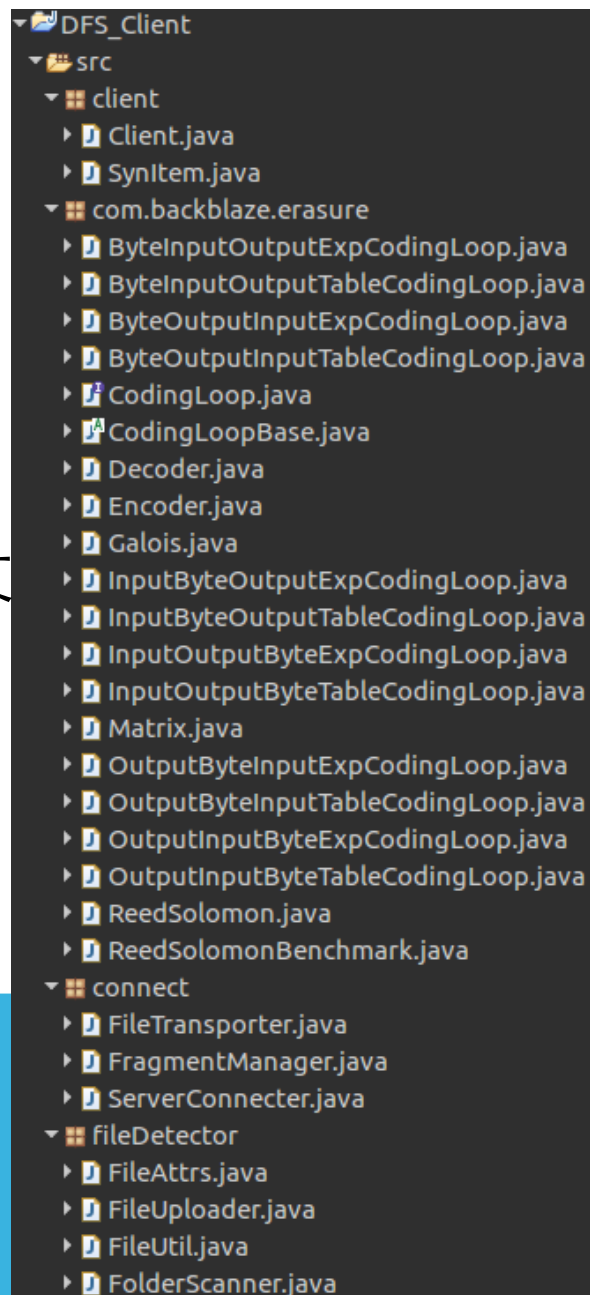 DFS_Client
src
client
Client.java
SynItem.java
com.backblaze.erasure
ByteInputOutputExpCodingLoop.java
ByteInputOutputTableCodingLoop.java
ByteOutputInputExpCodingLoop.java
ByteOutputInputTableCodingLoop.java
CodingLoop.java
CodingLoopBase.java
Decoder.java
Encoder.java
Galois.java
InputByteOutputExpCodingLoop.java
InputByteOutputTableCodingLoop.java
InputOutputByteExpCodingLoop.java
InputOutputByteTableCodingLoop.java
Matrix.java
OutputByteInputExpCodingLoop.java
OutputByteInputTableCodingLoop.java
OutputInputByteExpCodingLoop.java
OutputInputByteTableCodingLoop.java
ReedSolomon.java
ReedSolomonBenchmark.java
connect
FileTransporter.java
FragmentManager.java
ServerConnecter.java
fileDetector
FileAttrs.java
FileUploader.java
FileUtil.java
FolderScanner.java